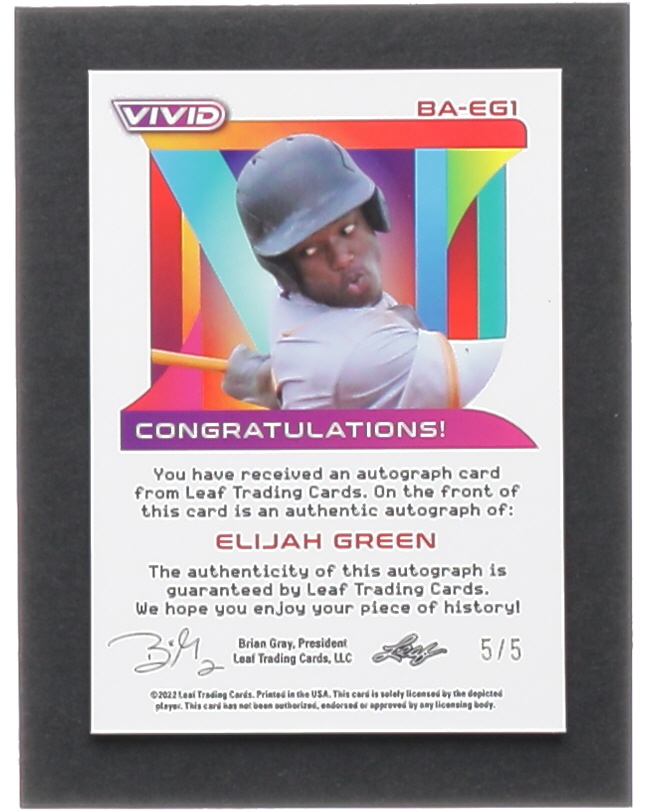 VIVID
BA-EG1
CONGRATULATIONS!
You have received an autograph card
from Leaf Trading Cards. On the front of
this card is an authentic autograph of:
ELIJAH GREEN
The authenticity of this autograph is
guaranteed by Leaf Trading Cards.
We hope you enjoy your piece of history!
Brian Gray, President
Leaf Trading Cards, LLC
Leaf
5/5
©2022 Leaf Trading Cards. Printed in the USA. This card is solely licensed by the depicted
player. This card has not been authorized, endorsed or approved by any licensing body.